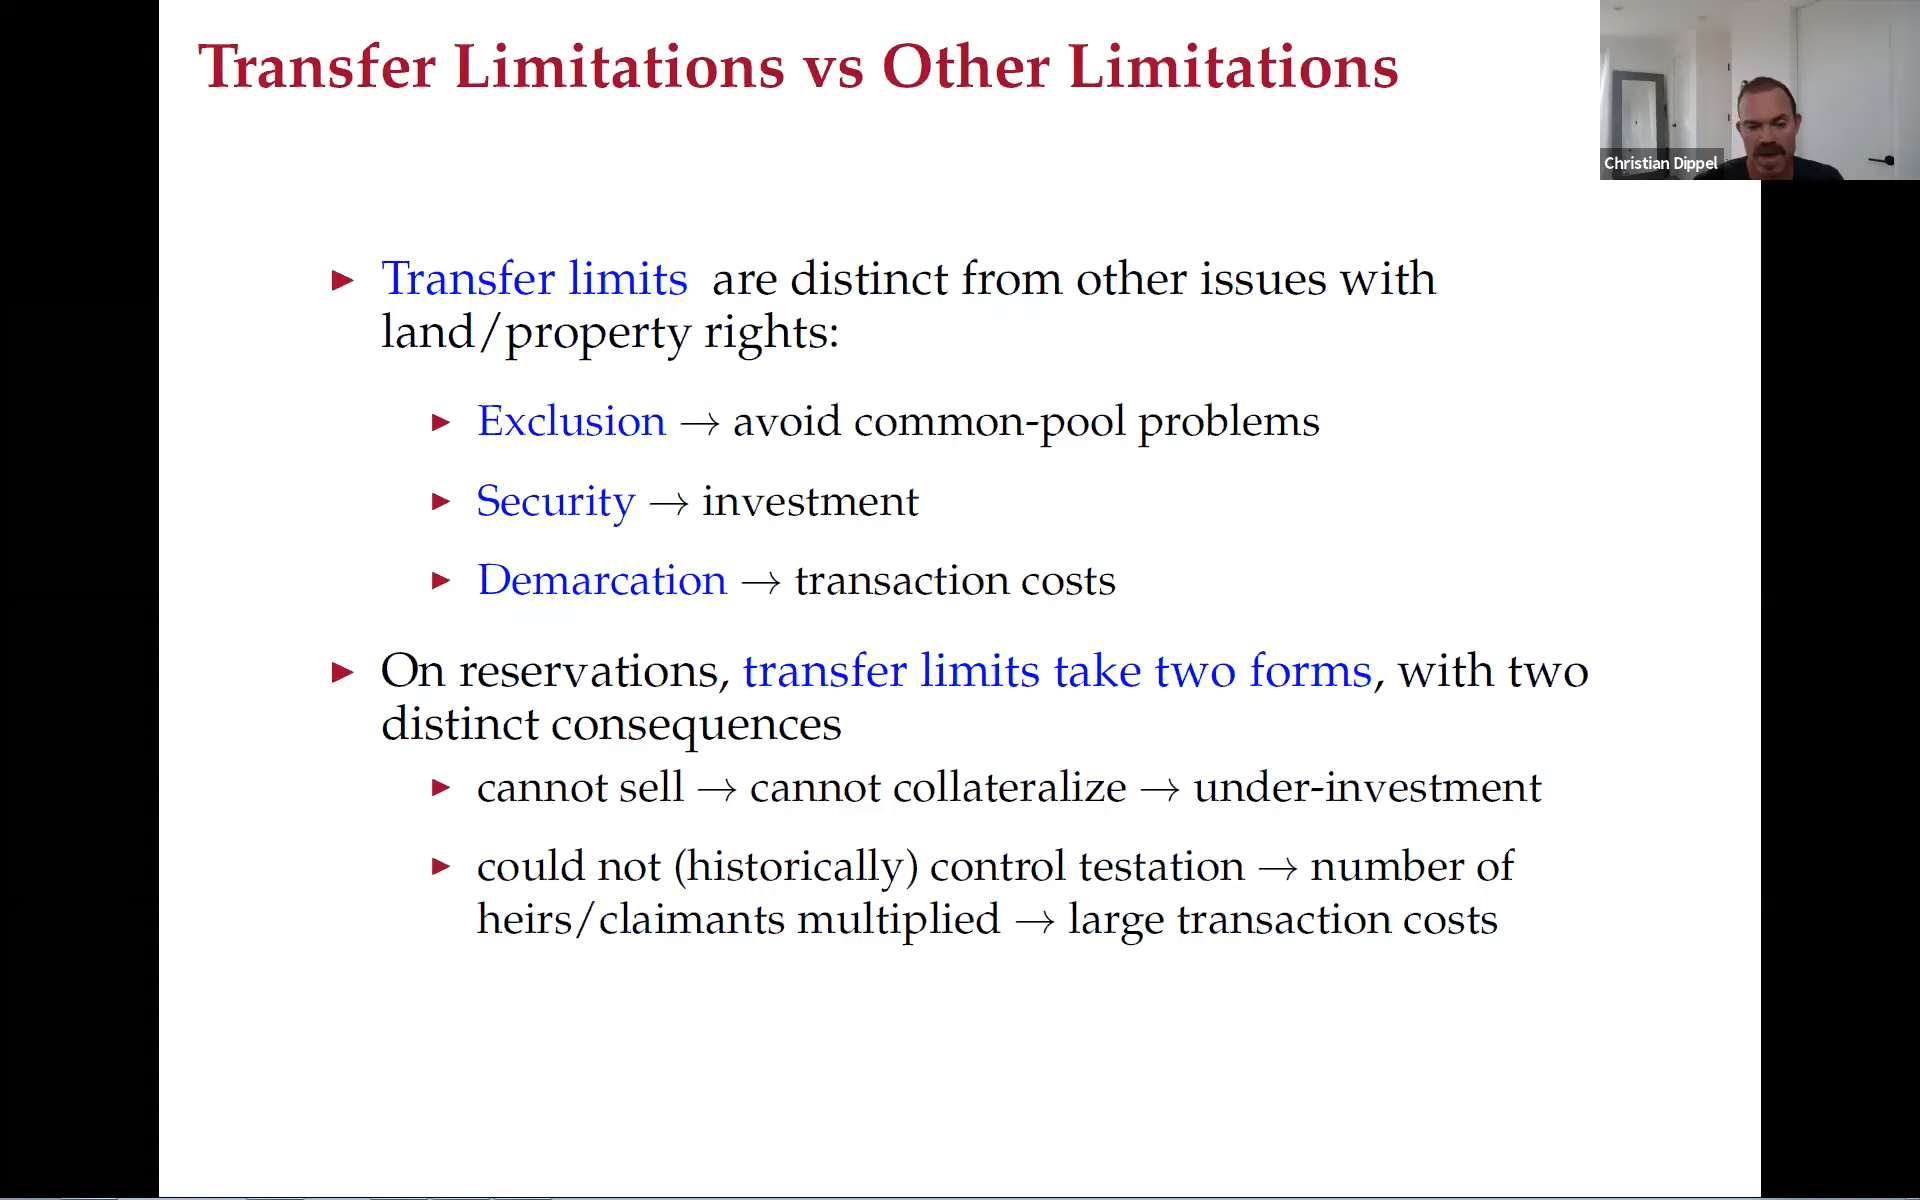 Transfer Limitations vs Other Limitations
Christian Dippel
▶ Transfer limits are distinct from other issues with
land/property rights:
▶ Exclusion → avoid common-pool problems
▶ Security → investment
▶ Demarcation → transaction costs
▶ On reservations, transfer limits take two forms, with two
distinct consequences
▶ cannot sell → cannot collateralize → under-investment
▶ could not (historically) control testation → number of
heirs/claimants multiplied → large transaction costs